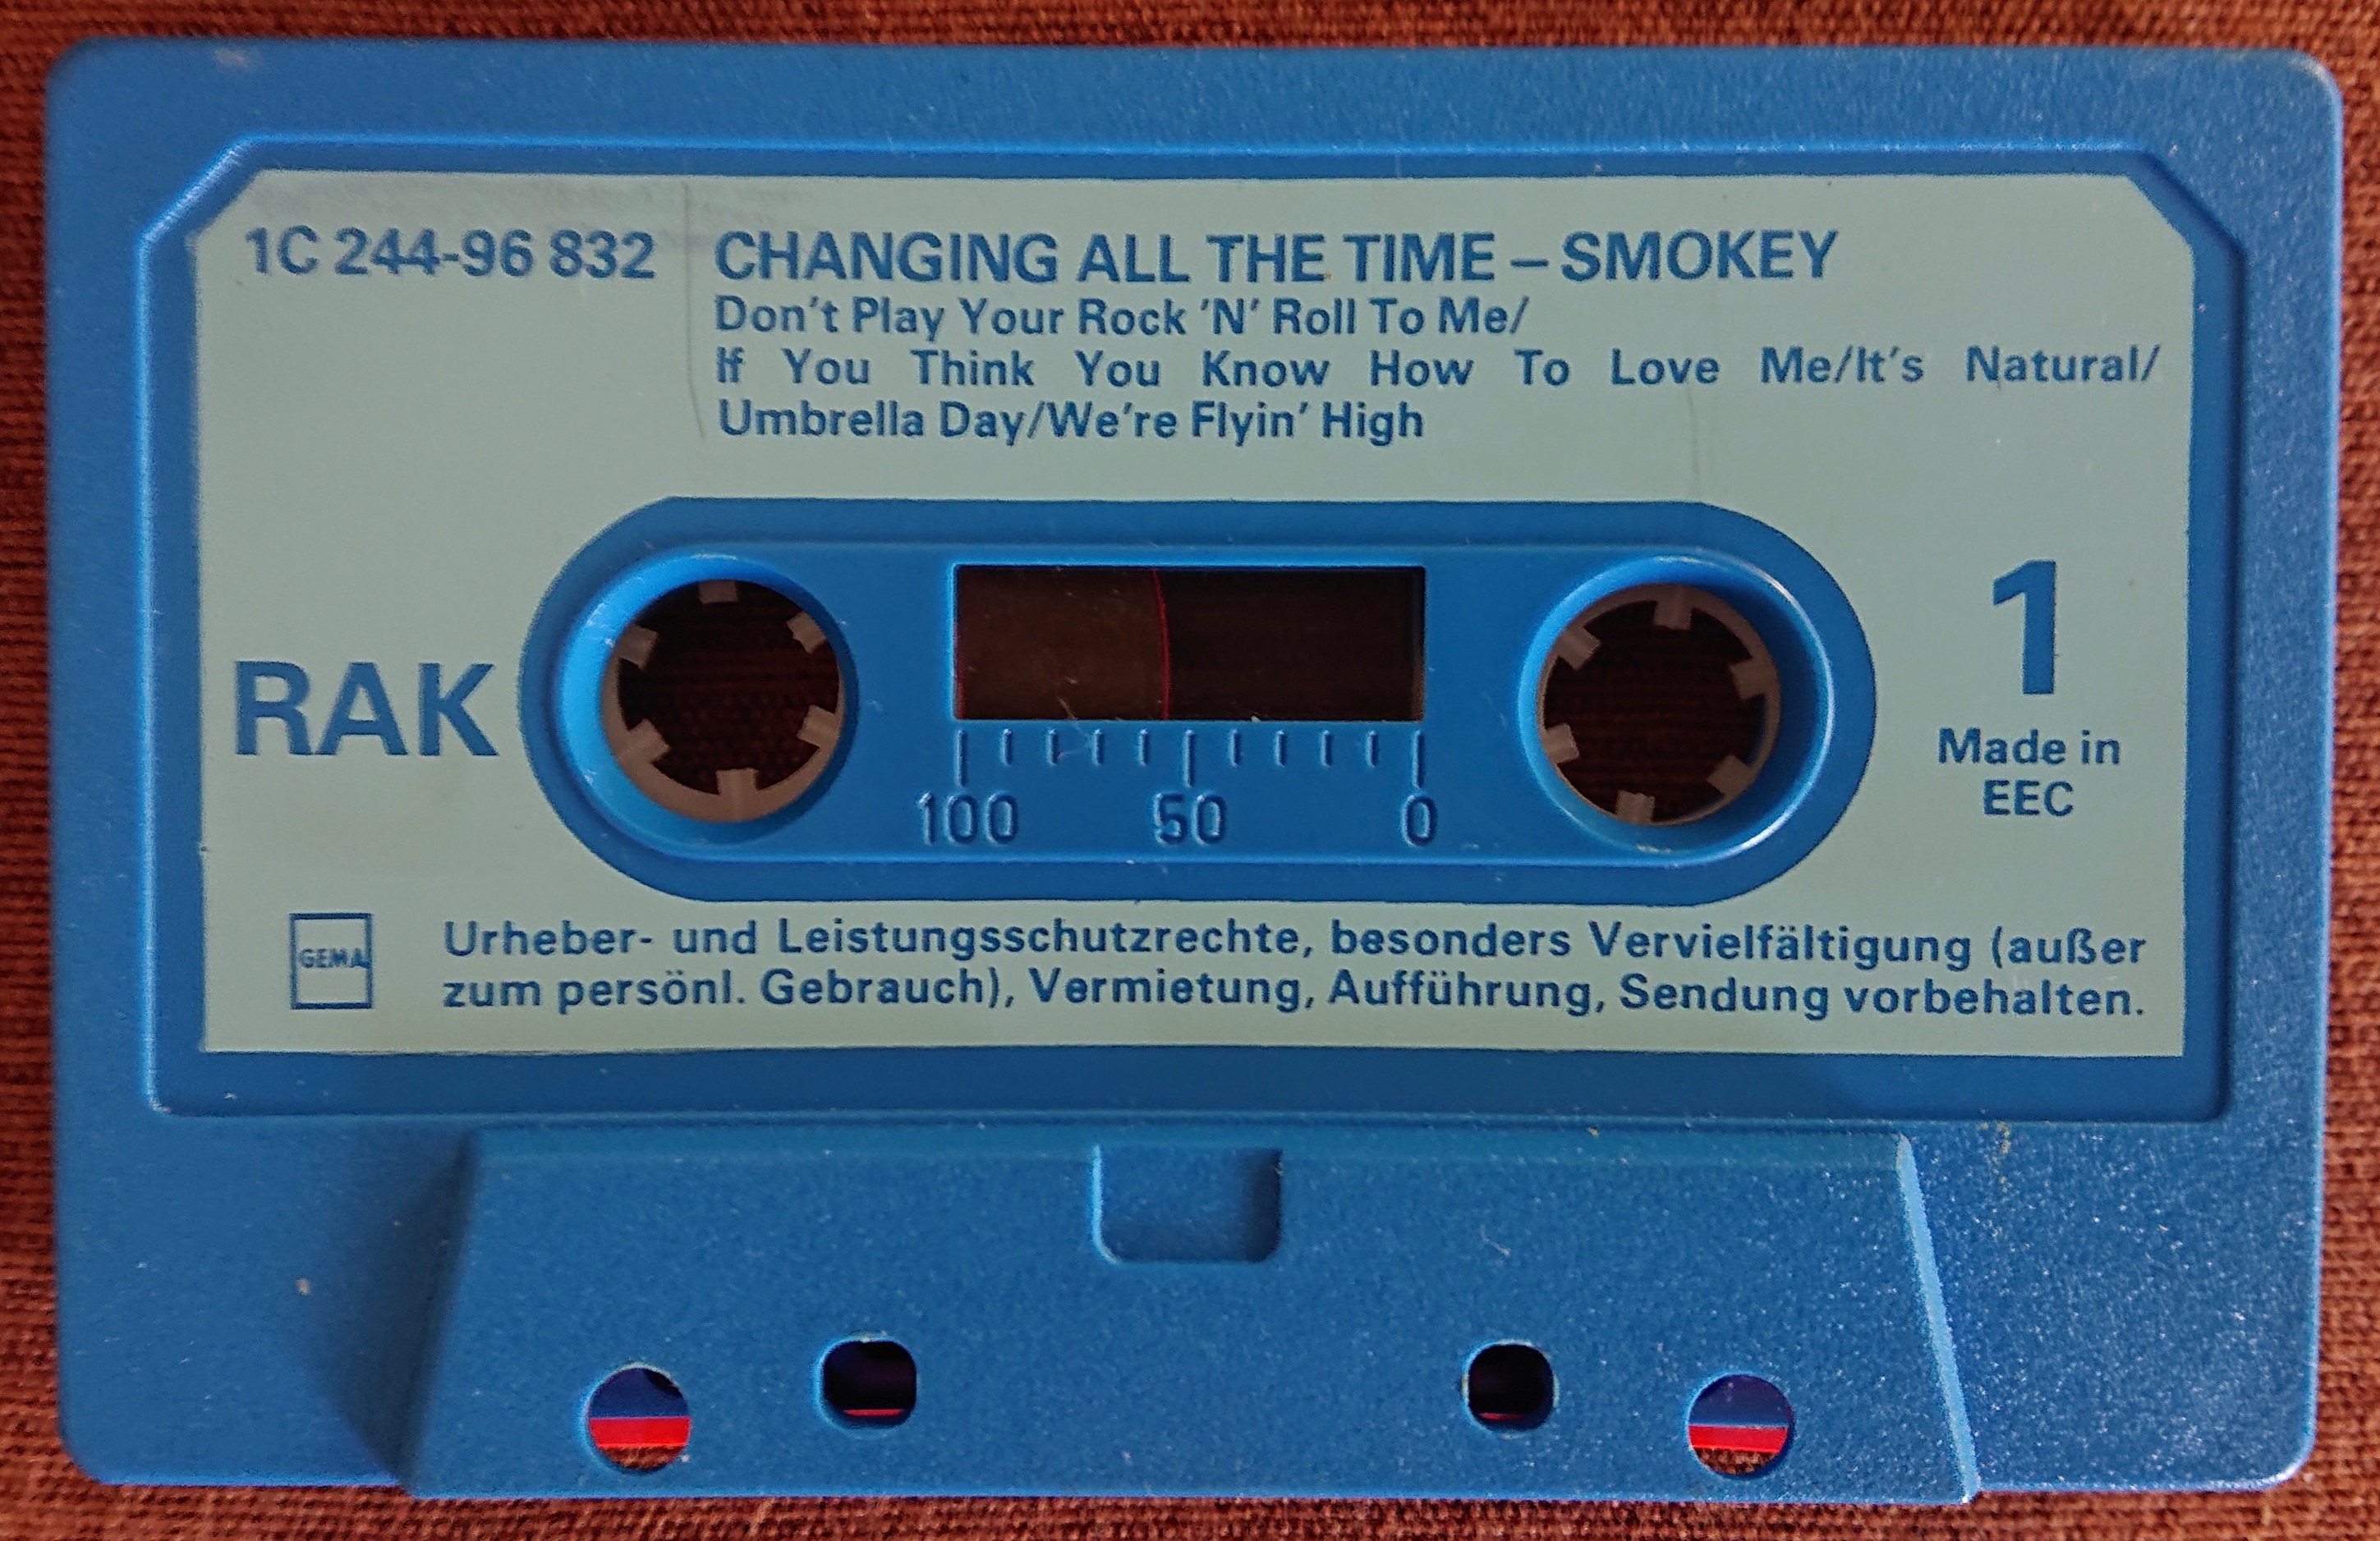 1C 244-96 832
CHANGING ALL THE TIME – SMOKEY
Don't Play Your Rock 'N' Roll To Me/
If You Think You Know How To Love Me/It's Natural/
Umbrella Day/We're Flyin' High
RAK
1
Made in
EEC
100 50 0
GEMA
Urheber- und Leistungsschutzrechte, besonders Vervielfältigung (außer
zum persönl. Gebrauch), Vermietung, Aufführung, Sendung vorbehalten.